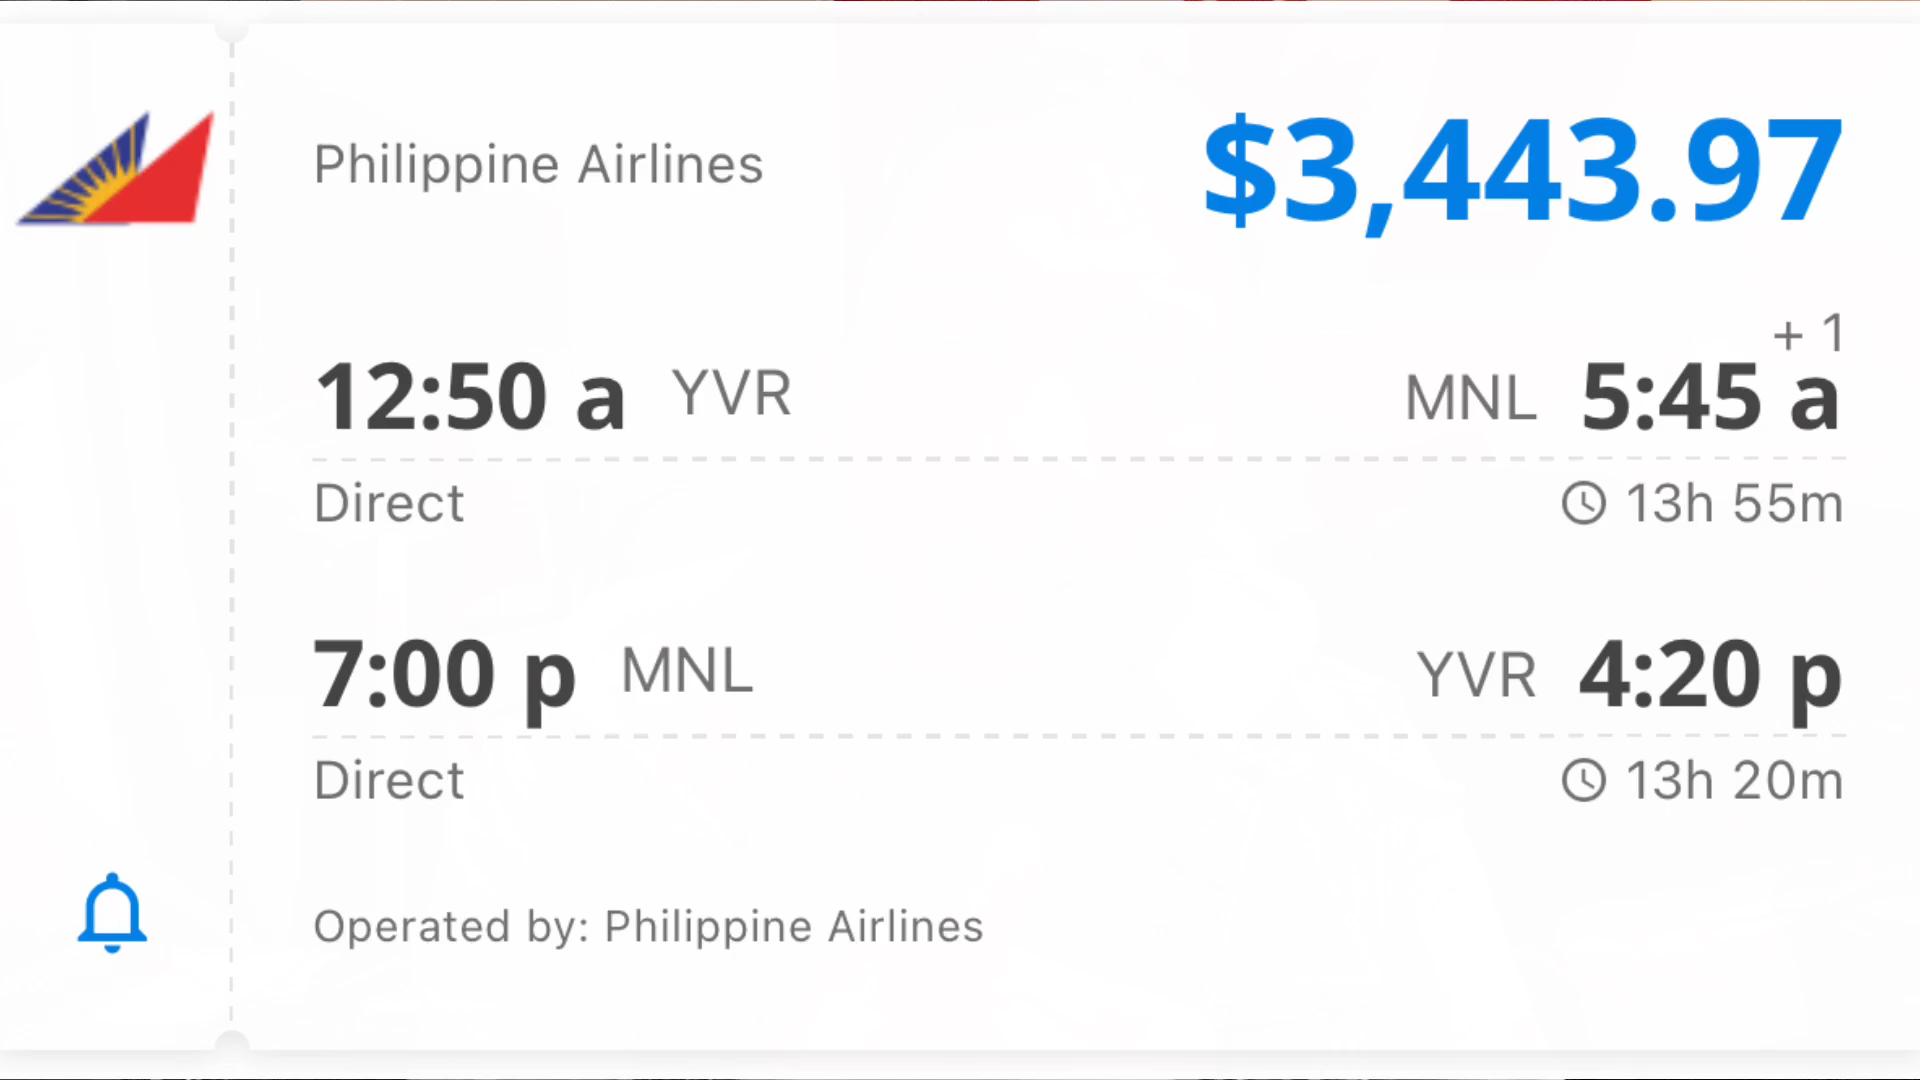 Philippine Airlines $3,443.97
+ 1
12:50 a YVR MNL 5:45 a
Direct 13h 55m
7:00 p MNL YVR 4:20 p
Direct 13h 20m
Operated by: Philippine Airlines